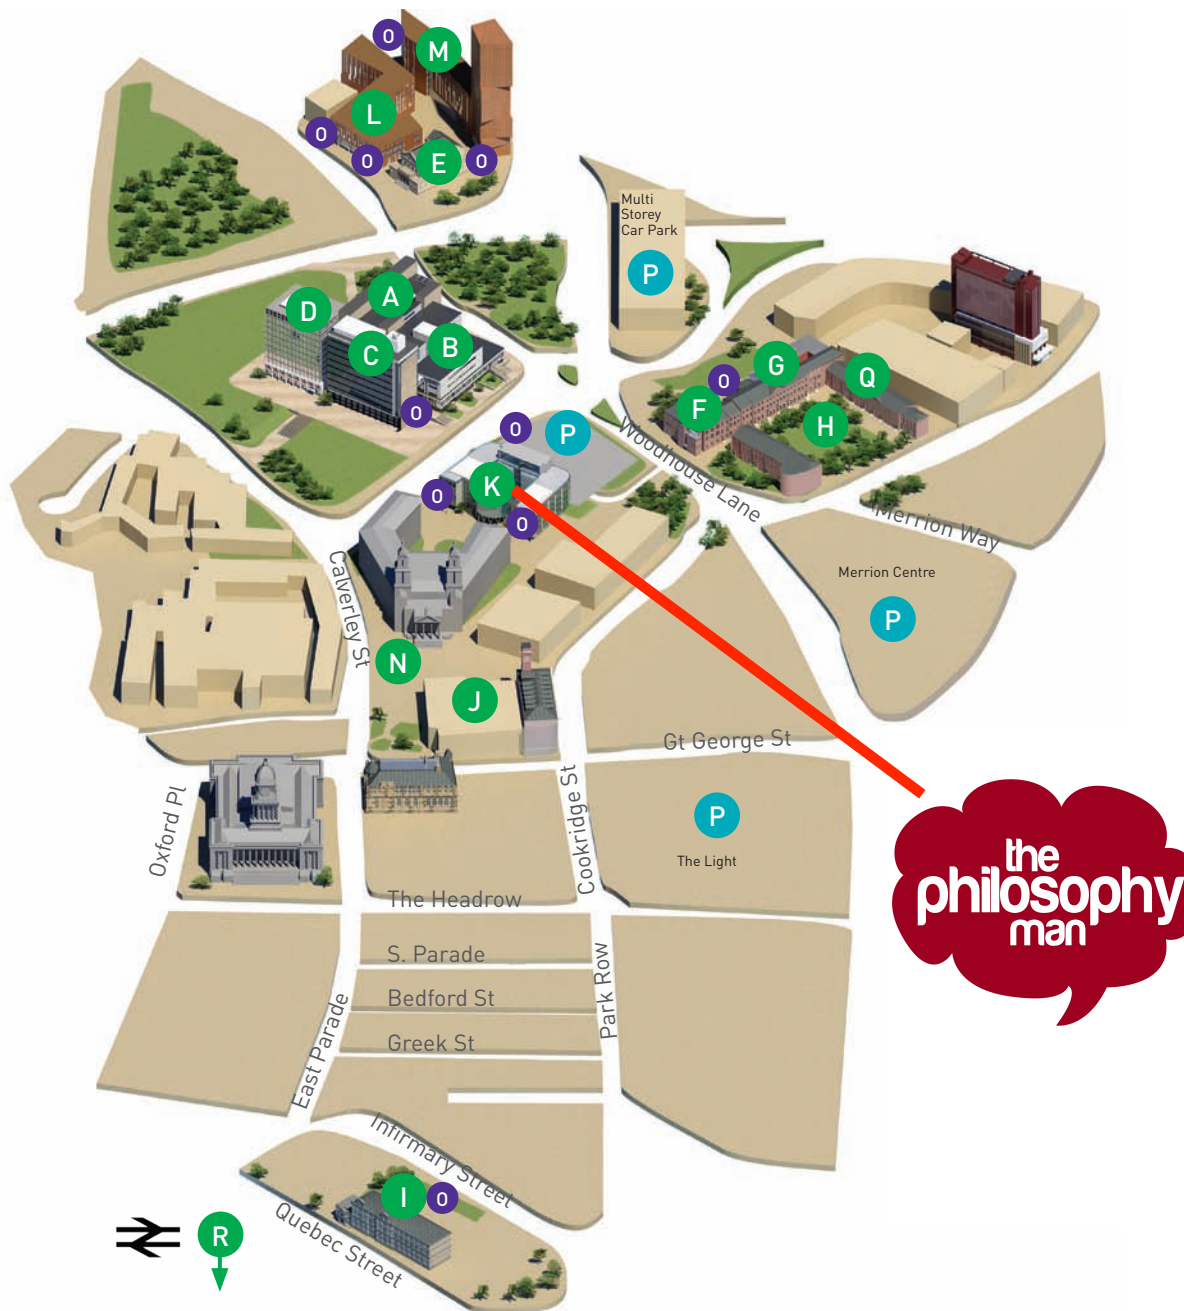 O
M
L
O
O
E
O
Multi
Storey
Car Park
P
A
D
C
B
O
G
Q
O
F
H
O
P
K
O
O
Woodhouse Lane
Merrion Way
Merrion Centre
P
Calverley St
N
J
Gt George St
Oxford Pl
Cookridge St
P
The Light
the
philosophy
man
The Headrow
S. Parade
Bedford St
Greek St
East Parade
Park Row
Infirmary Street
I
O
Quebec Street
R